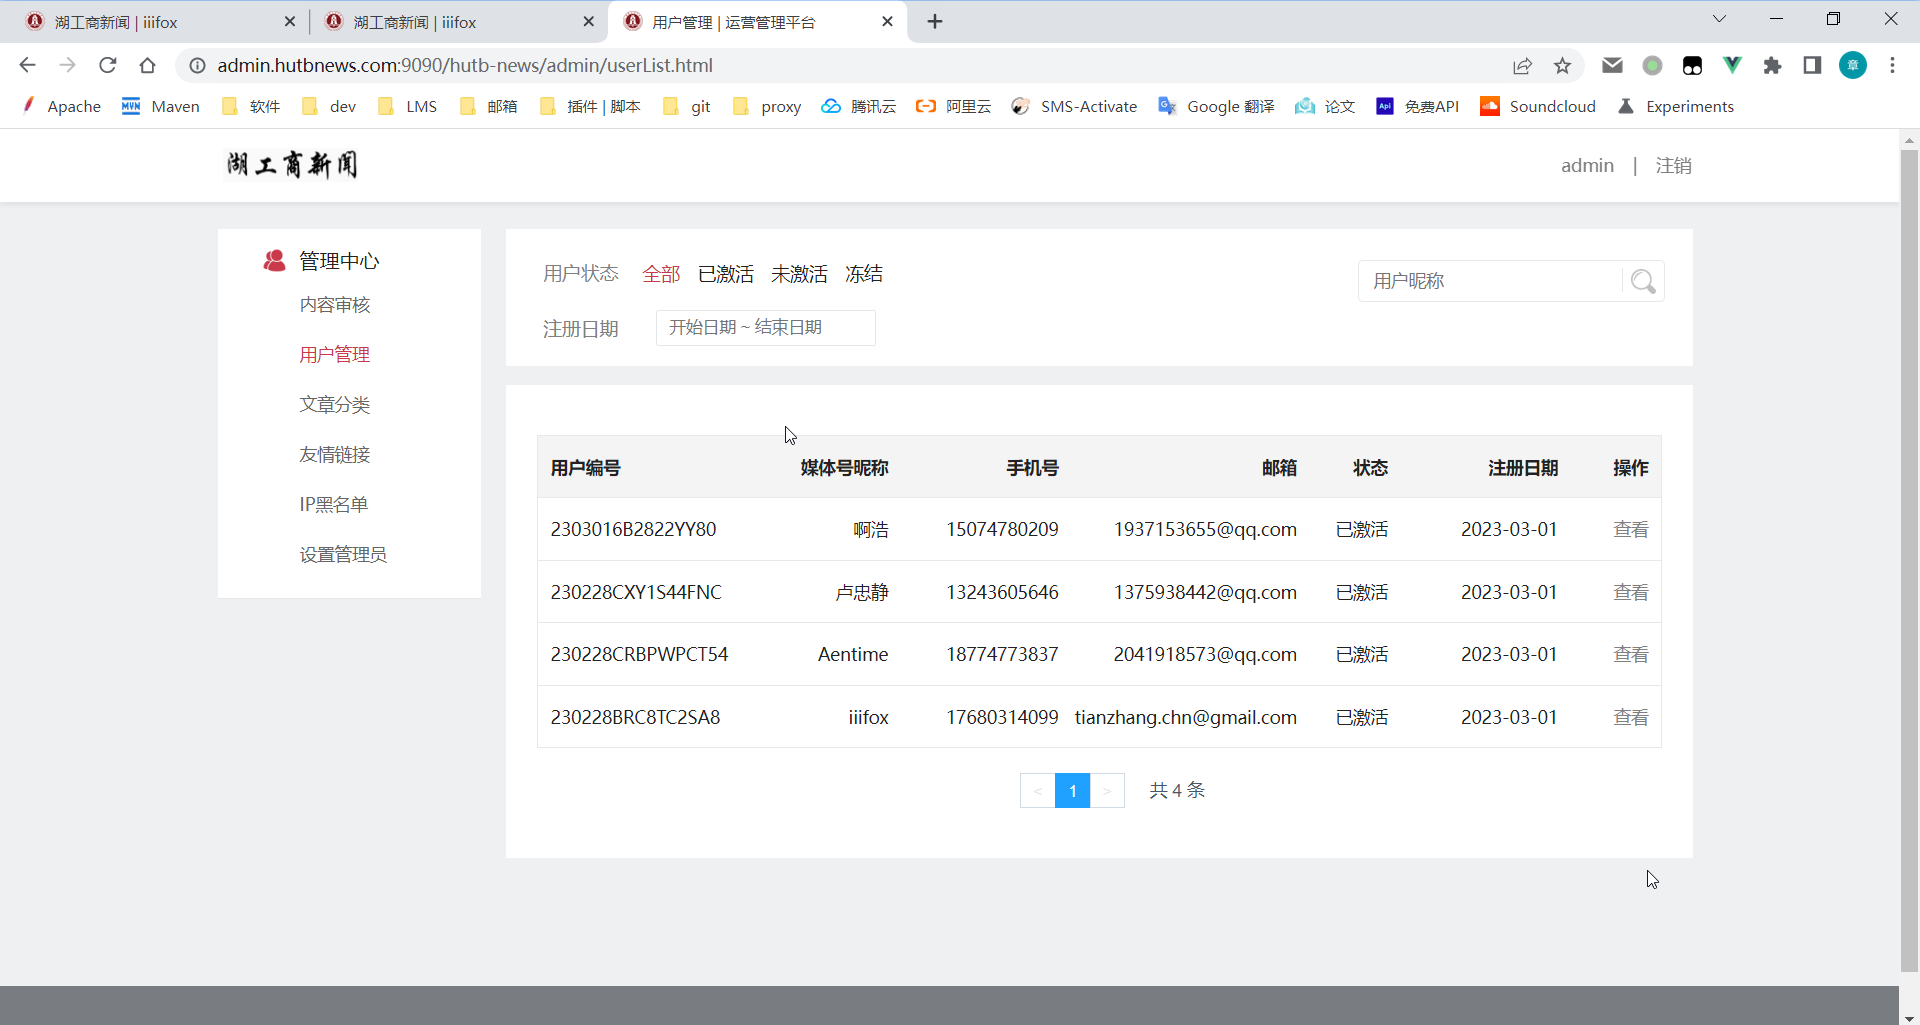 湖工商新闻 | iiifox
湖工商新闻 | iiifox
用户管理 | 运营管理平台
admin.hutbnews.com:9090/hutb-news/admin/userList.html
章
Apache
MVN Maven
软件
dev
LMS
邮箱
插件 | 脚本
git
proxy
腾讯云
阿里云
SMS-Activate
Google 翻译
论文
Api 免费API
Soundcloud
Experiments
湖工商新闻
admin | 注销
管理中心
内容审核
用户管理
文章分类
友情链接
IP黑名单
设置管理员
用户状态 全部 已激活 未激活 冻结
用户昵称
注册日期 开始日期 ~ 结束日期
用户编号 媒体号昵称 手机号 邮箱 状态 注册日期 操作
2303016B2822YY80 啊浩 15074780209 1937153655@qq.com 已激活 2023-03-01 查看
230228CXY1S44FNC 卢忠静 13243605646 1375938442@qq.com 已激活 2023-03-01 查看
230228CRBPWPCT54 Aentime 18774773837 2041918573@qq.com 已激活 2023-03-01 查看
230228BRC8TC2SA8 iiifox 17680314099 tianzhang.chn@gmail.com 已激活 2023-03-01 查看
< 1 > 共 4 条